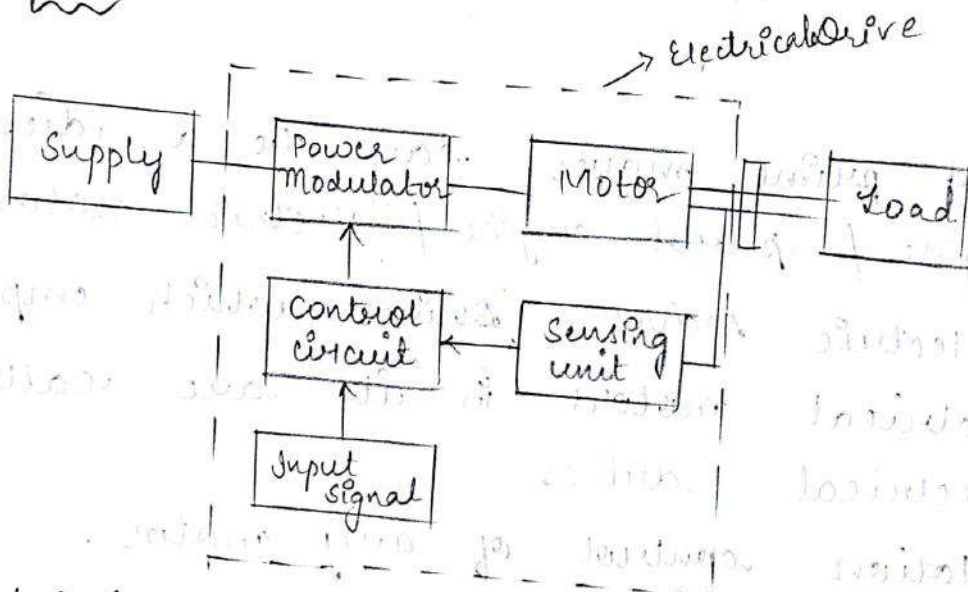 Electrical Drive
Supply
Power
Modulator
Motor
Load
Control
circuit
Sensing
unit
Input
signal